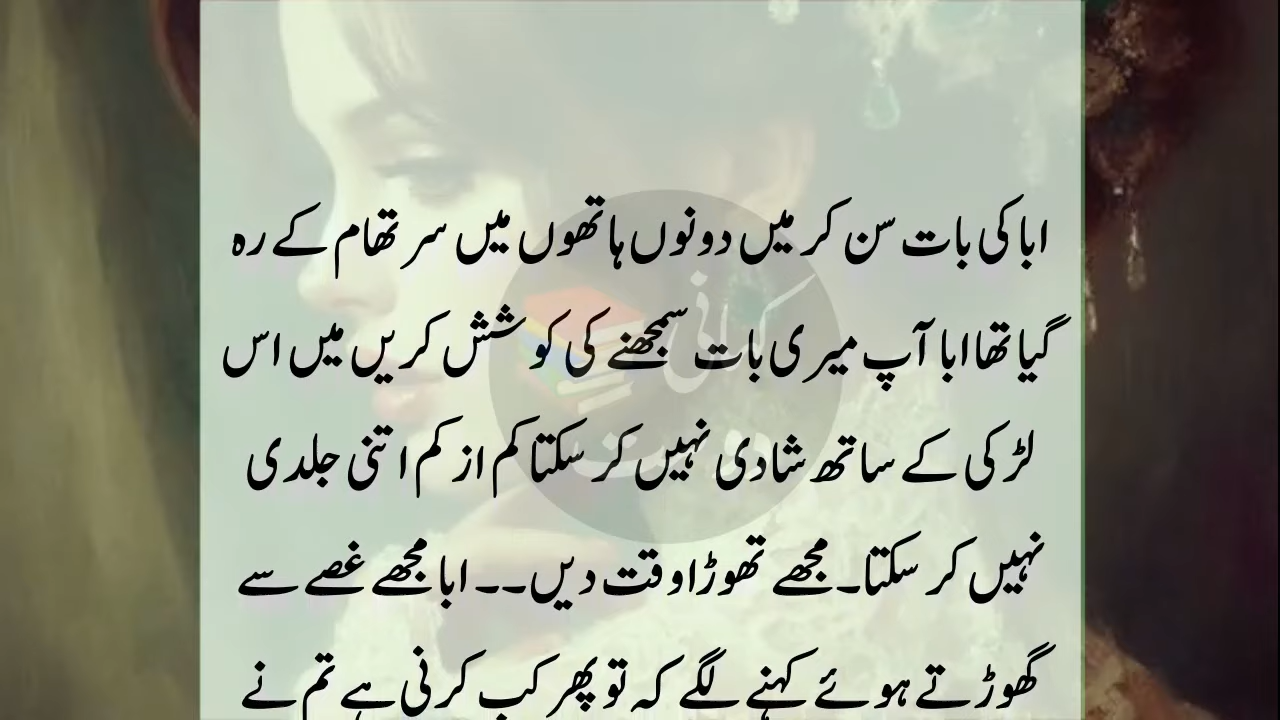 ابا کی بات سن کر میں دونوں ہاتھوں میں سر تھام کے رہ
گیا تھا ابا آپ میری بات سمجھنے کی کوشش کریں میں اس
لڑکی کے ساتھ شادی نہیں کر سکتا کم از کم اتنی جلدی
نہیں کر سکتا۔ مجھے تھوڑا وقت دیں۔۔ ابا مجھے غصے سے
گھوڑتے ہوئے کہنے لگے کہ تو پھر کب کرنی ہے تم نے
کہانی